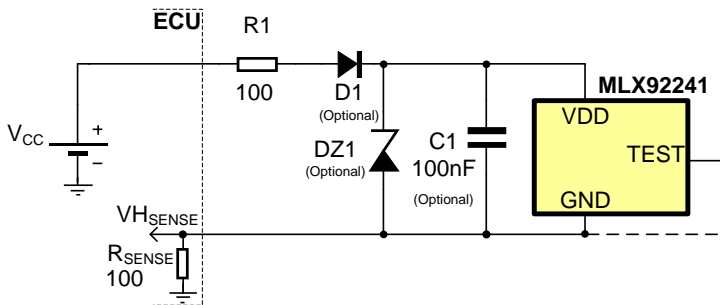 ECU
R1
100
D1
(Optional)
MLX92241
VDD
TEST
GND
VCC
+
–
DZ1
(Optional)
C1
100nF
(Optional)
VHSENSE
RSENSE
100